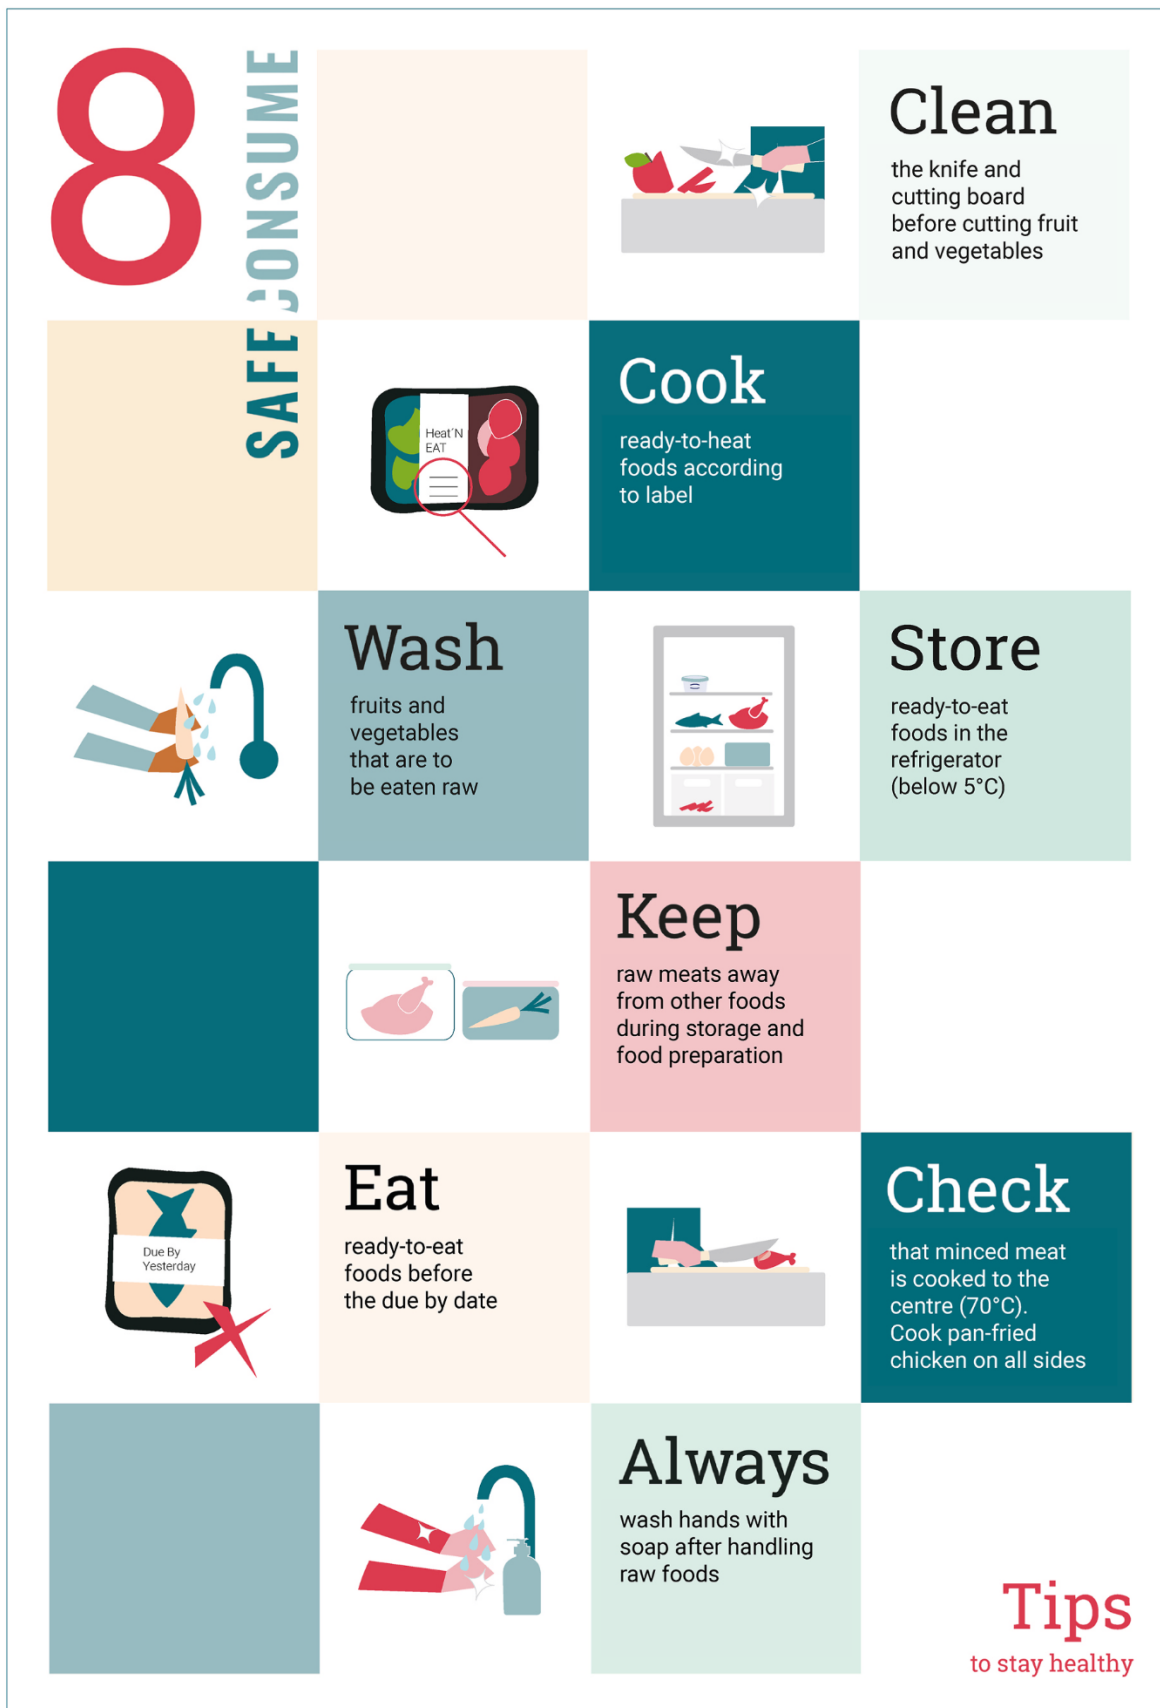 8
SAFE CONSUME
Clean
the knife and
cutting board
before cutting fruit
and vegetables
Heat´N
EAT
Cook
ready-to-heat
foods according
to label
Wash
fruits and
vegetables
that are to
be eaten raw
Store
ready-to-eat
foods in the
refrigerator
(below 5°C)
Keep
raw meats away
from other foods
during storage and
food preparation
Due By
Yesterday
Eat
ready-to-eat
foods before
the due by date
Check
that minced meat
is cooked to the
centre (70°C).
Cook pan-fried
chicken on all sides
Always
wash hands with
soap after handling
raw foods
Tips
to stay healthy